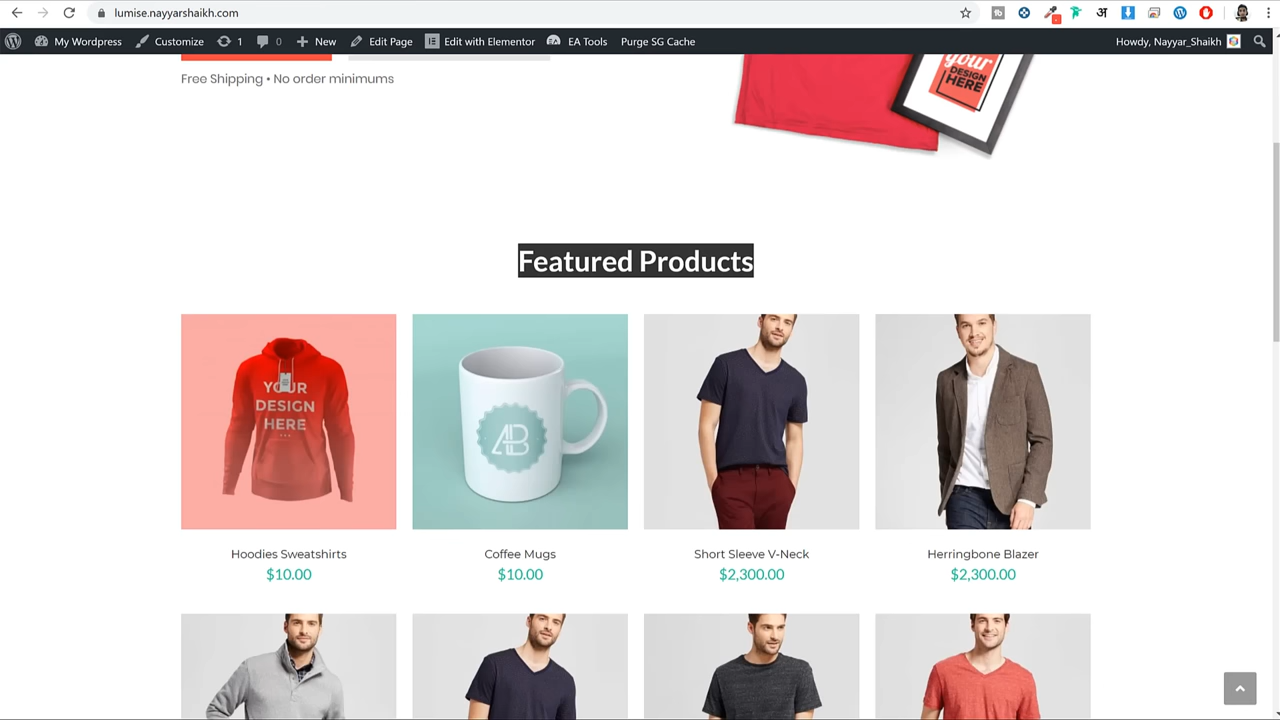 lumise.nayyarshaikh.com
My Wordpress
Customize
1
0
New
Edit Page
Edit with Elementor
EA Tools
Purge SG Cache
Howdy, Nayyar_Shaikh
Free Shipping • No order minimums
your
DESIGN
HERE
Featured Products
YOUR
DESIGN
HERE
AB
Hoodies Sweatshirts
$10.00
Coffee Mugs
$10.00
Short Sleeve V-Neck
$2,300.00
Herringbone Blazer
$2,300.00